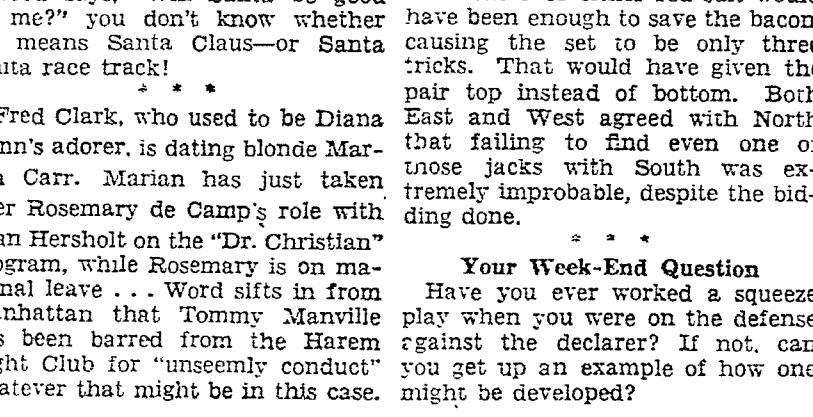 me?" you don't know whether
means Santa Claus—or Santa
race track!
* * *
Fred Clark, who used to be Diana
nn's adorer, is dating blonde Mar-
Carr. Marian has just taken
er Rosemary de Camp's role with
an Hersholt on the "Dr. Christian"
ogram, while Rosemary is on ma-
nal leave . . . Word sifts in from
nhattan that Tommy Manville
s been barred from the Harem
ght Club for "unseemly conduct"
atever that might be in this case.
have been enough to save the bacon
causing the set to be only three
tricks. That would have given the
pair top instead of bottom. Both
East and West agreed with North
that failing to find even one of
those jacks with South was ex-
tremely improbable, despite the bid-
ding done.
* * *
Your Week-End Question
Have you ever worked a squeeze
play when you were on the defense
against the declarer? If not, can
you get up an example of how one
might be developed?